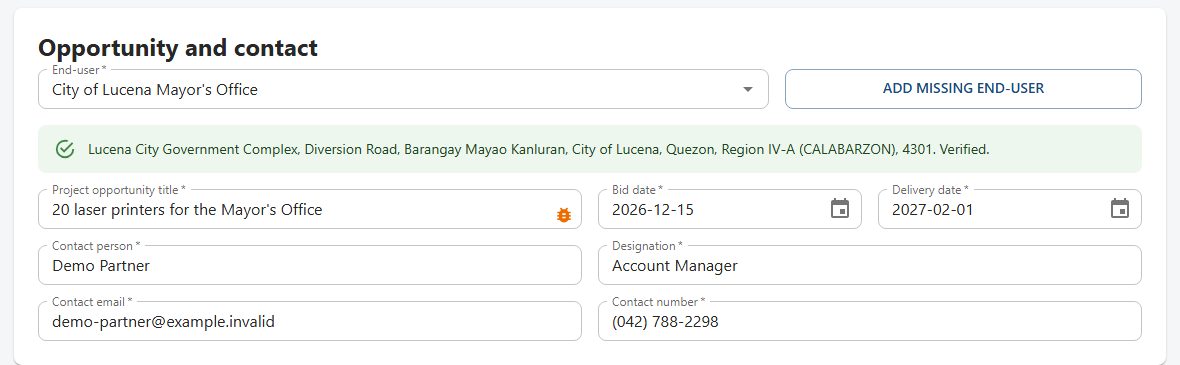 Opportunity and contact
End-user *
City of Lucena Mayor's Office
ADD MISSING END-USER
Lucena City Government Complex, Diversion Road, Barangay Mayao Kanluran, City of Lucena, Quezon, Region IV-A (CALABARZON), 4301. Verified.
Project opportunity title *
20 laser printers for the Mayor's Office
Bid date *
2026-12-15
Delivery date *
2027-02-01
Contact person *
Demo Partner
Designation *
Account Manager
Contact email *
demo-partner@example.invalid
Contact number *
(042) 788-2298